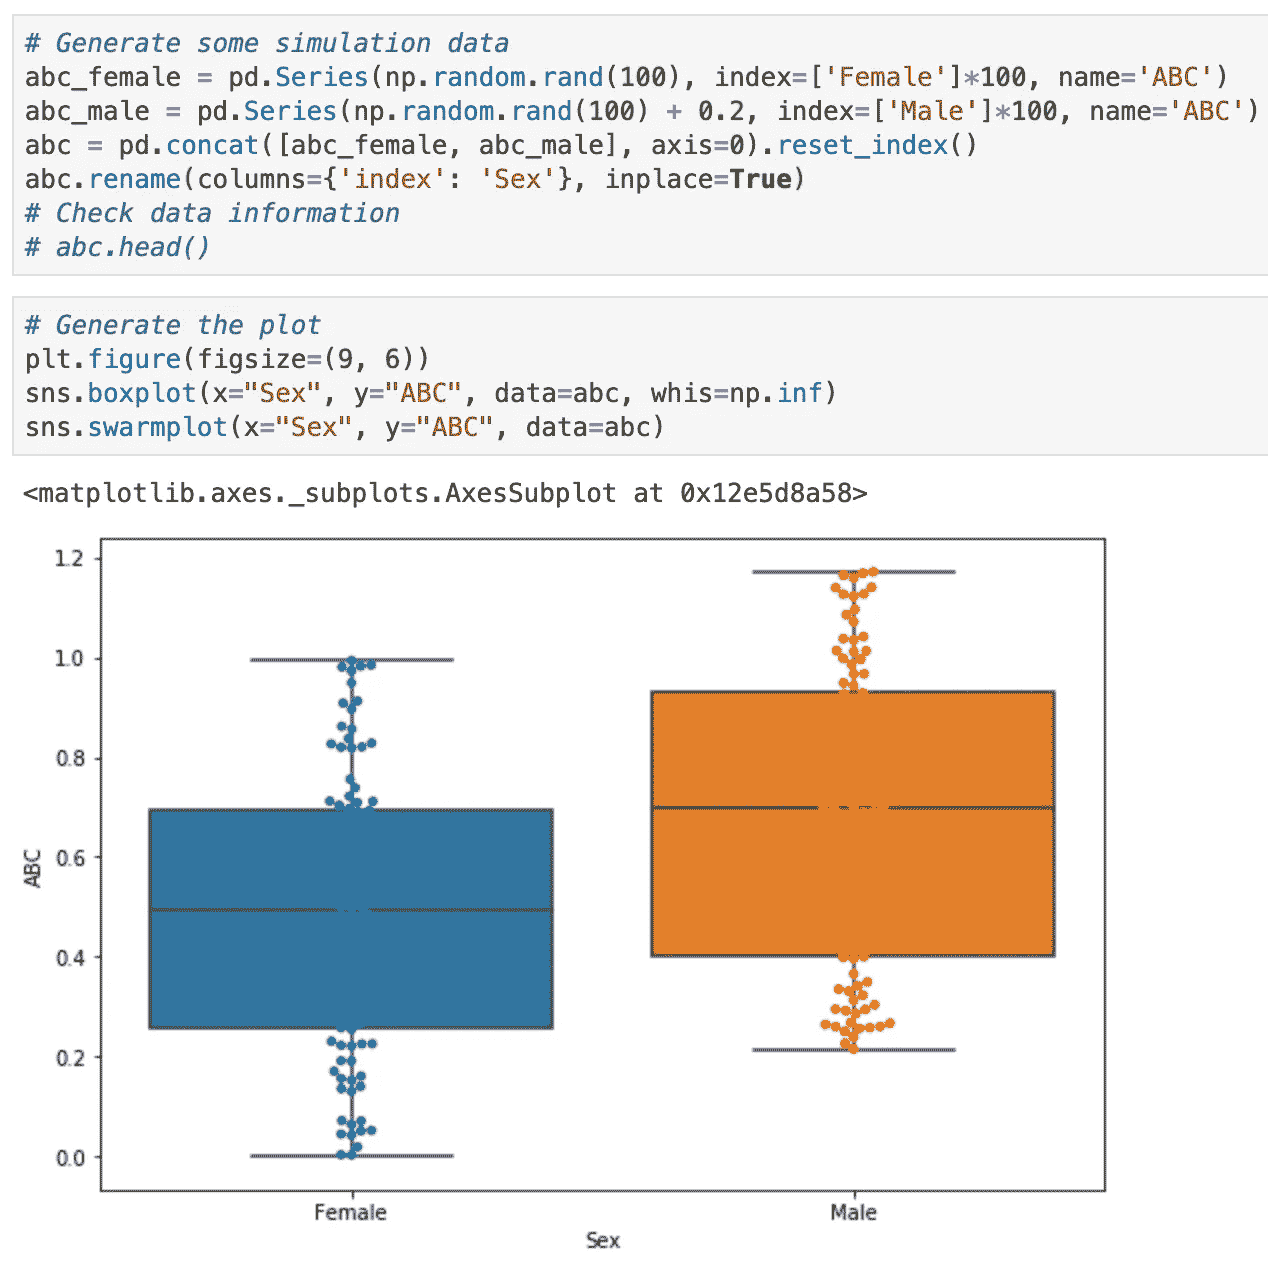 # Generate some simulation data
abc_female = pd.Series(np.random.rand(100), index=['Female']*100, name='ABC')
abc_male = pd.Series(np.random.rand(100) + 0.2, index=['Male']*100, name='ABC')
abc = pd.concat([abc_female, abc_male], axis=0).reset_index()
abc.rename(columns={'index': 'Sex'}, inplace=True)
# Check data information
# abc.head()
# Generate the plot
plt.figure(figsize=(9, 6))
sns.boxplot(x="Sex", y="ABC", data=abc, whis=np.inf)
sns.swarmplot(x="Sex", y="ABC", data=abc)
<matplotlib.axes._subplots.AxesSubplot at 0x12e5d8a58>
1.2
1.0
0.8
0.6
0.4
0.2
0.0
ABC
Female
Male
Sex